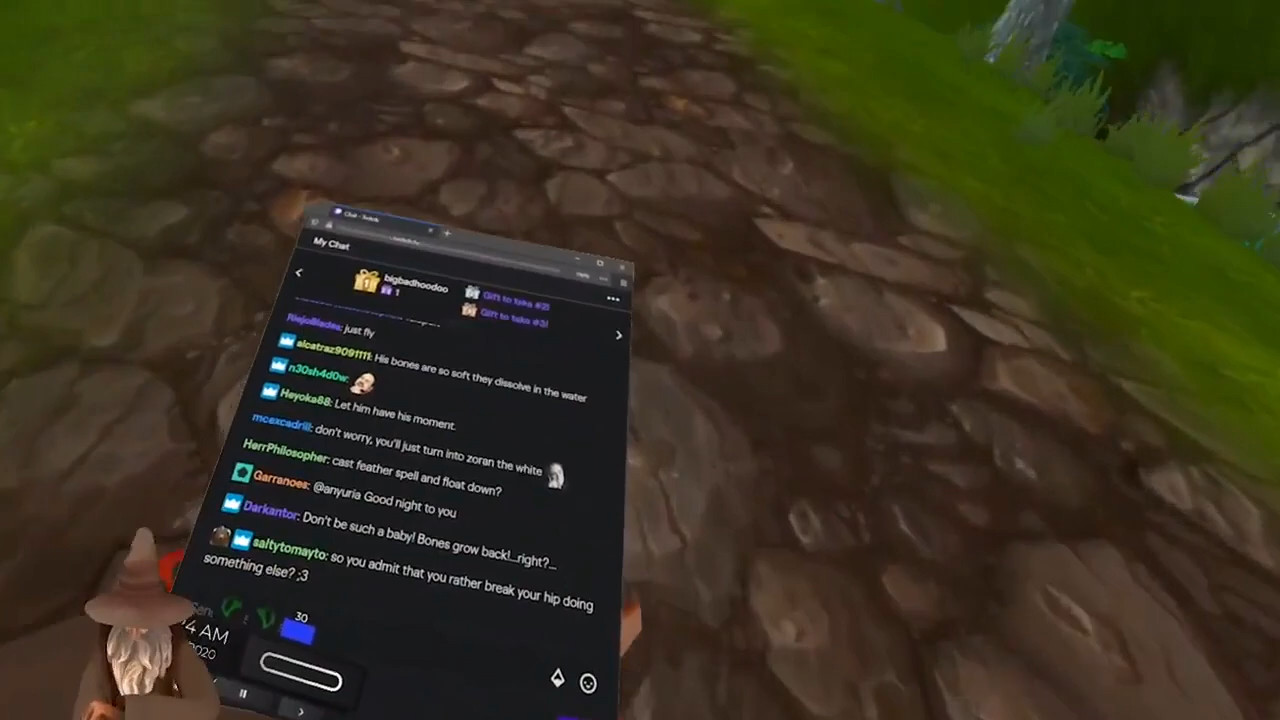 My Chat
bigbadhoodoo
1
Gift to take #2!
Gift to take #3!
RiejoBlades: just fly
alcatraz9091111: His bones are so soft they dissolve in the water
n30sh4d0w:
Heyoka88: Let him have his moment.
mcexcadrill: don't worry, you'll just turn into zoran the white
HerrPhilosopher: cast feather spell and float down?
Garranoes: @anyuria Good night to you
Darkantor: Don't be such a baby! Bones grow back!...right?...
saltytomayto: so you admit that you rather break your hip doing
something else? ;3
30
4 AM
2020